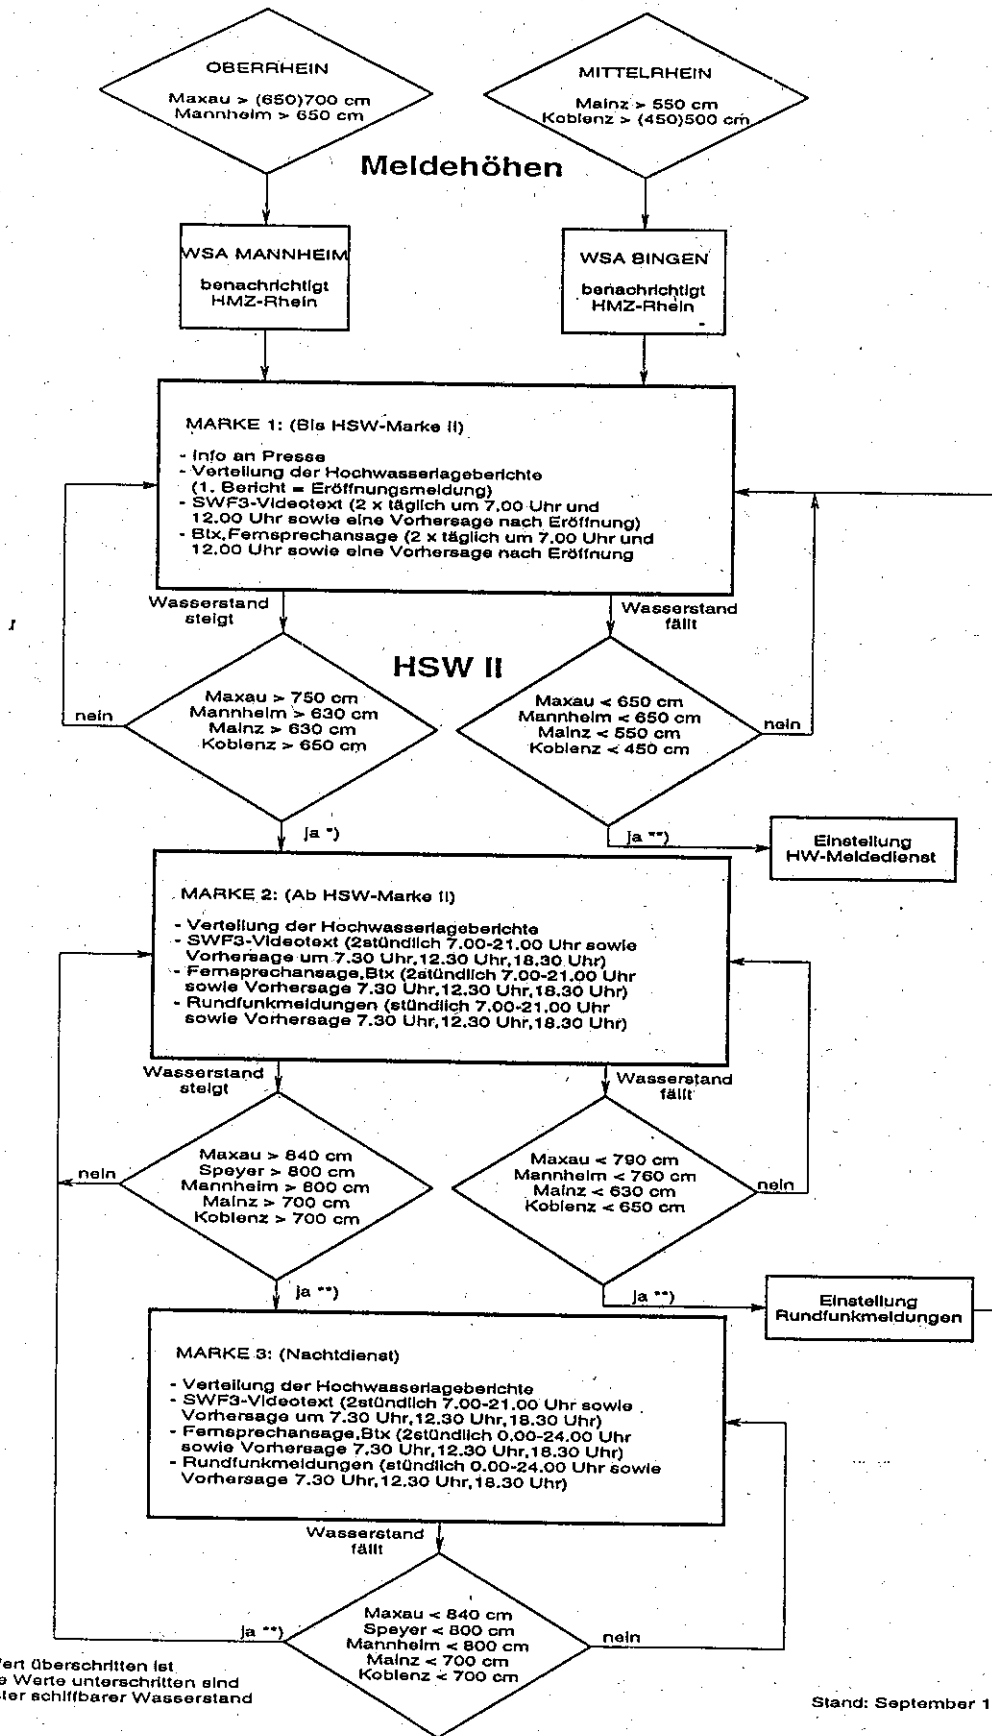 OBERRHEIN
Maxau > (650)700 cm
Mannheim > 650 cm
MITTELRHEIN
Mainz > 550 cm
Koblenz > (450)500 cm
Meldehöhen
WSA MANNHEIM
benachrichtigt
HMZ-Rhein
WSA BINGEN
benachrichtigt
HMZ-Rhein
MARKE 1: (Bis HSW-Marke II)
- Info an Presse
- Verteilung der Hochwasserlageberichte
(1. Bericht = Eröffnungsmeldung)
- SWF3-Videotext (2 x täglich um 7.00 Uhr und
12.00 Uhr sowie eine Vorhersage nach Eröffnung)
- Btx,Fernsprechansage (2 x täglich um 7.00 Uhr und
12.00 Uhr sowie eine Vorhersage nach Eröffnung
Wasserstand
steigt
Wasserstand
fällt
HSW II
Maxau > 750 cm
Mannheim > 630 cm
Mainz > 630 cm
Koblenz > 650 cm
nein
Maxau < 650 cm
Mannheim < 650 cm
Mainz < 550 cm
Koblenz < 450 cm
nein
ja *)
ja **)
Einstellung
HW-Meldedienst
MARKE 2: (Ab HSW-Marke II)
- Verteilung der Hochwasserlageberichte
- SWF3-Videotext (2stündlich 7.00-21.00 Uhr sowie
Vorhersage um 7.30 Uhr,12.30 Uhr,18.30 Uhr)
- Fernsprechansage,Btx (2stündlich 7.00-21.00 Uhr
sowie Vorhersage 7.30 Uhr,12.30 Uhr,18.30 Uhr)
- Rundfunkmeldungen (stündlich 7.00-21.00 Uhr
sowie Vorhersage 7.30 Uhr,12.30 Uhr,18.30 Uhr)
Wasserstand
steigt
Wasserstand
fällt
Maxau > 840 cm
Speyer > 800 cm
Mannheim > 800 cm
Mainz > 700 cm
Koblenz > 700 cm
nein
Maxau < 790 cm
Mannheim < 760 cm
Mainz < 630 cm
Koblenz < 650 cm
nein
ja **)
ja **)
Einstellung
Rundfunkmeldungen
MARKE 3: (Nachtdienst)
- Verteilung der Hochwasserlageberichte
- SWF3-Videotext (2stündlich 7.00-21.00 Uhr sowie
Vorhersage um 7.30 Uhr,12.30 Uhr,18.30 Uhr)
- Fernsprechansage,Btx (2stündlich 0.00-24.00 Uhr
sowie Vorhersage 7.30 Uhr,12.30 Uhr,18.30 Uhr)
- Rundfunkmeldungen (stündlich 0.00-24.00 Uhr sowie
Vorhersage 7.30 Uhr,12.30 Uhr,18.30 Uhr)
Wasserstand
fällt
Maxau < 840 cm
Speyer < 800 cm
Mannheim < 800 cm
Mainz < 700 cm
Koblenz < 700 cm
ja **)
nein
ert überschritten ist
e Werte unterschritten sind
ter schiffbarer Wasserstand
Stand: September 1